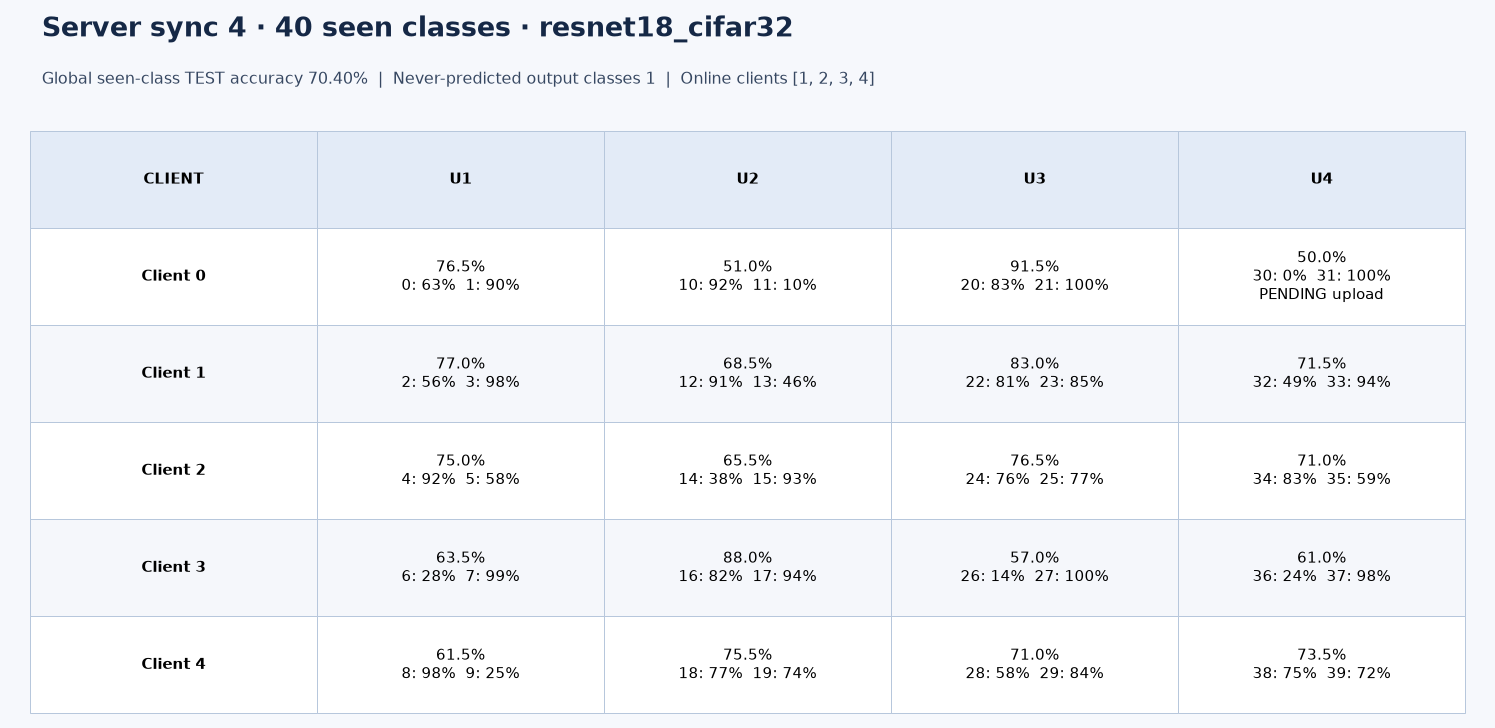 Server sync 4 · 40 seen classes · resnet18_cifar32
Global seen-class TEST accuracy 70.40% | Never-predicted output classes 1 | Online clients [1, 2, 3, 4]
CLIENT U1 U2 U3 U4
Client 0
76.5%
0: 63% 1: 90%
51.0%
10: 92% 11: 10%
91.5%
20: 83% 21: 100%
50.0%
30: 0% 31: 100%
PENDING upload
Client 1
77.0%
2: 56% 3: 98%
68.5%
12: 91% 13: 46%
83.0%
22: 81% 23: 85%
71.5%
32: 49% 33: 94%
Client 2
75.0%
4: 92% 5: 58%
65.5%
14: 38% 15: 93%
76.5%
24: 76% 25: 77%
71.0%
34: 83% 35: 59%
Client 3
63.5%
6: 28% 7: 99%
88.0%
16: 82% 17: 94%
57.0%
26: 14% 27: 100%
61.0%
36: 24% 37: 98%
Client 4
61.5%
8: 98% 9: 25%
75.5%
18: 77% 19: 74%
71.0%
28: 58% 29: 84%
73.5%
38: 75% 39: 72%